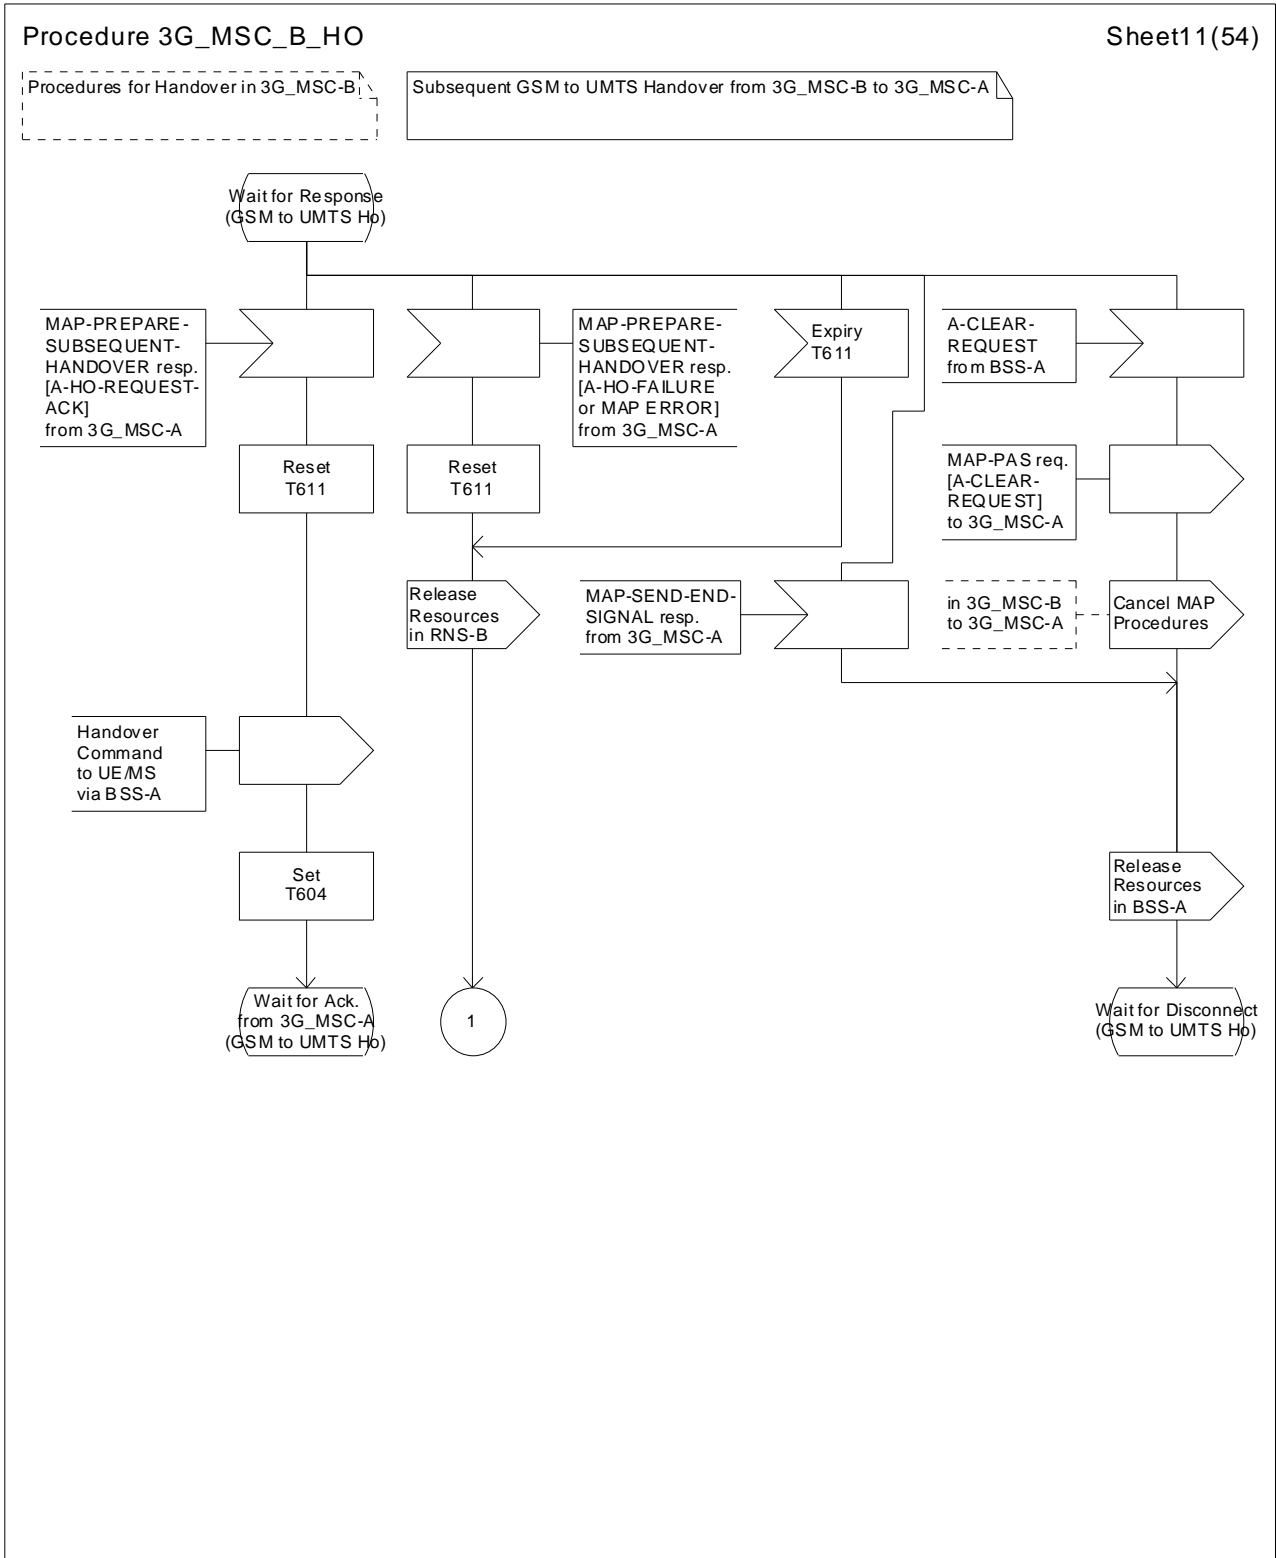 Procedure 3G_MSC_B_HO
Sheet11(54)
Procedures for Handover in 3G_MSC-B
Subsequent GSM to UMTS Handover from 3G_MSC-B to 3G_MSC-A
Wait for Response
(GSM to UMTS Ho)
MAP-PREPARE-
SUBSEQUENT-
HANDOVER resp.
[A-HO-REQUEST-
ACK]
from 3G_MSC-A
MAP-PREPARE-
SUBSEQUENT-
HANDOVER resp.
[A-HO-FAILURE
or MAP ERROR]
from 3G_MSC-A
Expiry
T611
A-CLEAR-
REQUEST
from BSS-A
Reset
T611
Reset
T611
MAP-PAS req.
[A-CLEAR-
REQUEST]
to 3G_MSC-A
Release
Resources
in RNS-B
MAP-SEND-END-
SIGNAL resp.
from 3G_MSC-A
in 3G_MSC-B
to 3G_MSC-A
Cancel MAP
Procedures
Handover
Command
to UE/MS
via BSS-A
Set
T604
Release
Resources
in BSS-A
Wait for Ack.
from 3G_MSC-A
(GSM to UMTS Ho)
1
Wait for Disconnect
(GSM to UMTS Ho)